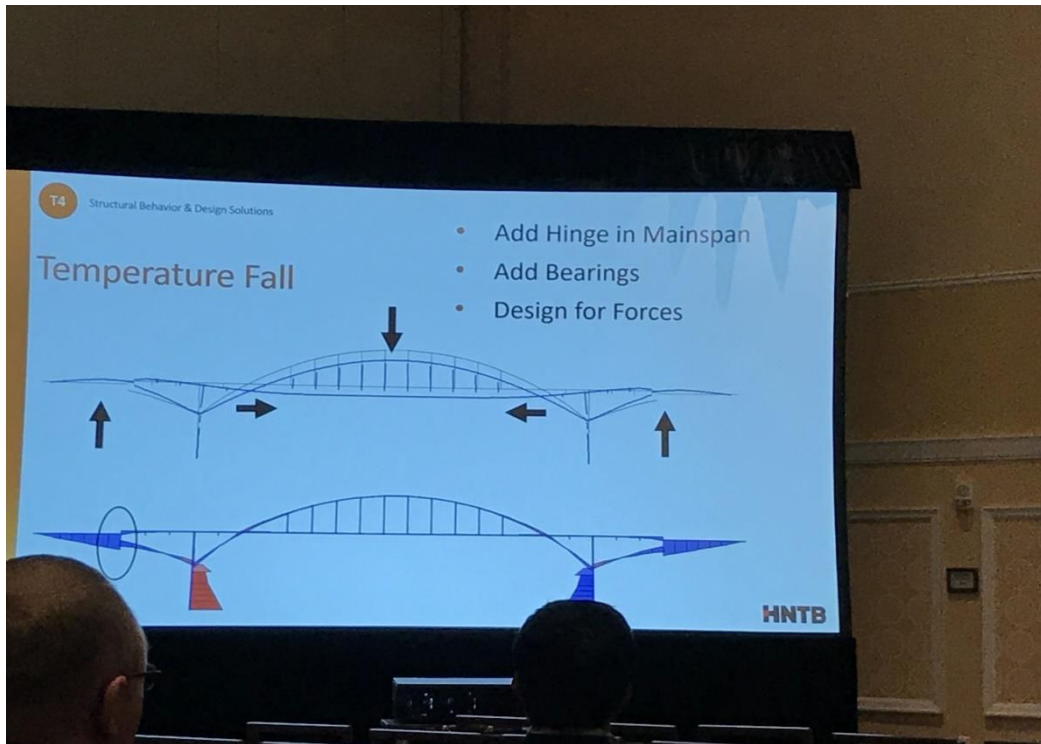 T4
Structural Behavior & Design Solutions
Temperature Fall
• Add Hinge in Mainspan
• Add Bearings
• Design for Forces
HNTB